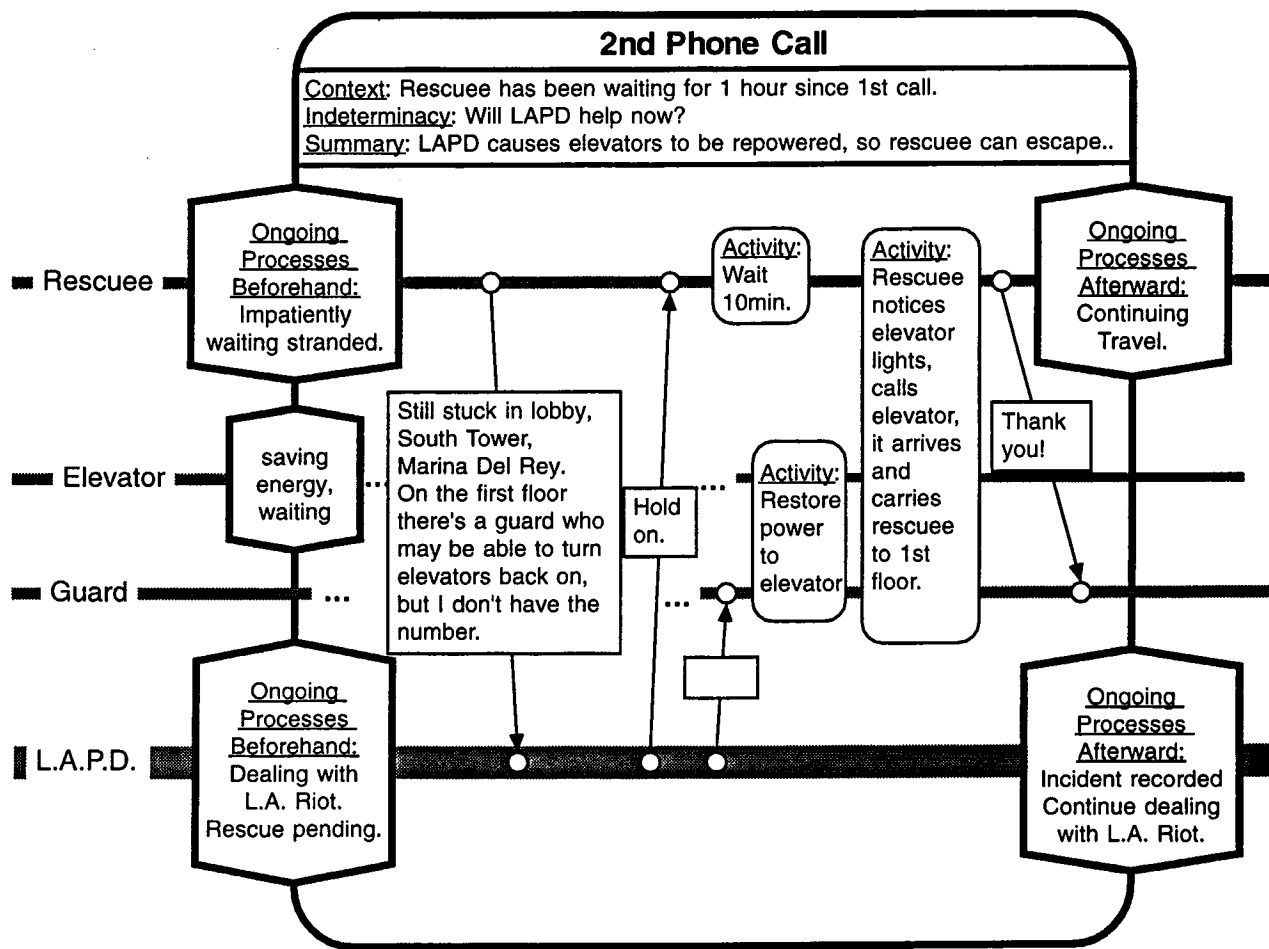 2nd Phone Call
Context: Rescuee has been waiting for 1 hour since 1st call.
Indeterminacy: Will LAPD help now?
Summary: LAPD causes elevators to be repowered, so rescuee can escape..
Rescuee
Ongoing
Processes
Beforehand:
Impatiently
waiting stranded.
Activity:
Wait
10min.
Activity:
Rescuee
notices
elevator
lights,
calls
elevator,
it arrives
and
carries
rescuee
to 1st
floor.
Ongoing
Processes
Afterward:
Continuing
Travel.
Elevator
saving
energy,
waiting
...
Still stuck in lobby,
South Tower,
Marina Del Rey.
On the first floor
there's a guard who
may be able to turn
elevators back on,
but I don't have the
number.
Hold
on.
...
Activity:
Restore
power
to
elevator
Thank
you!
Guard
...
...
L.A.P.D.
Ongoing
Processes
Beforehand:
Dealing with
L.A. Riot.
Rescue pending.
Ongoing
Processes
Afterward:
Incident recorded
Continue dealing
with L.A. Riot.